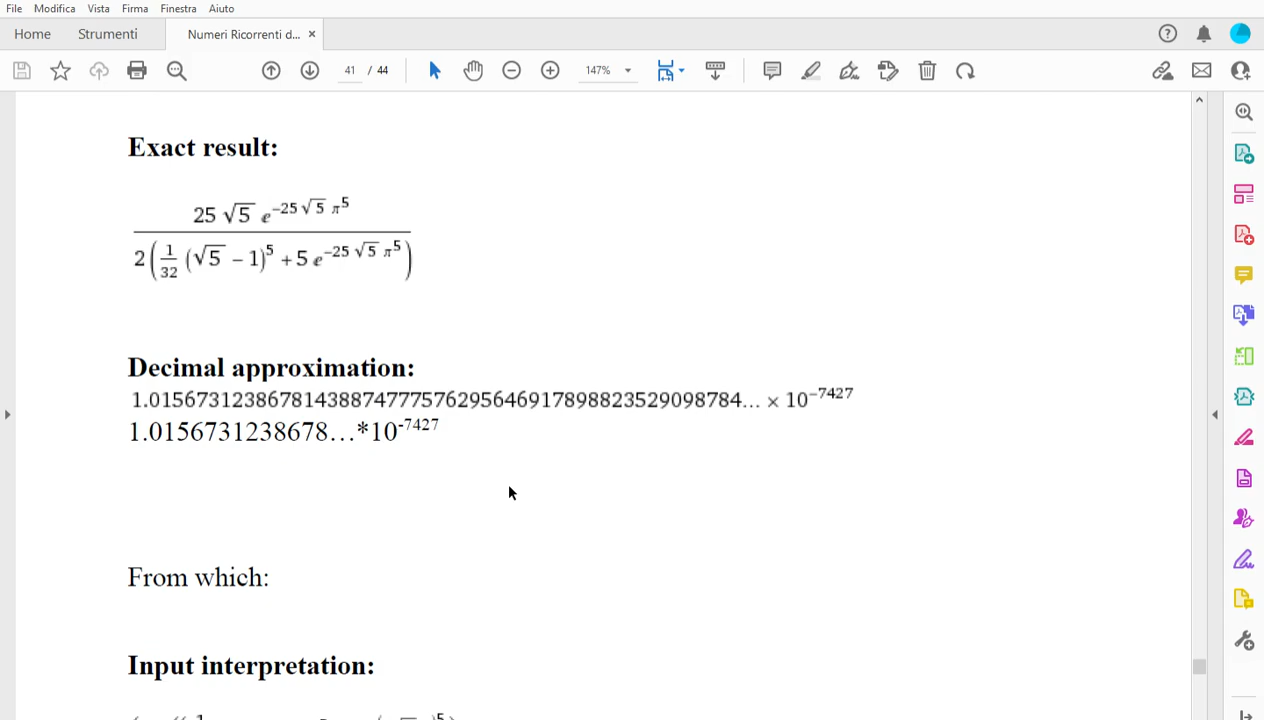 File Modifica Vista Firma Finestra Aiuto
Home Strumenti Numeri Ricorrenti d... ×
41 / 44 147%
Exact result:
25 √5 e^(-25 √5 π^5)
2 (1/32 (√5 − 1)^5 + 5 e^(-25 √5 π^5))
Decimal approximation:
1.01567312386781438874777576295646917898823529098784... × 10^-7427
1.0156731238678…*10^-7427
From which:
Input interpretation: